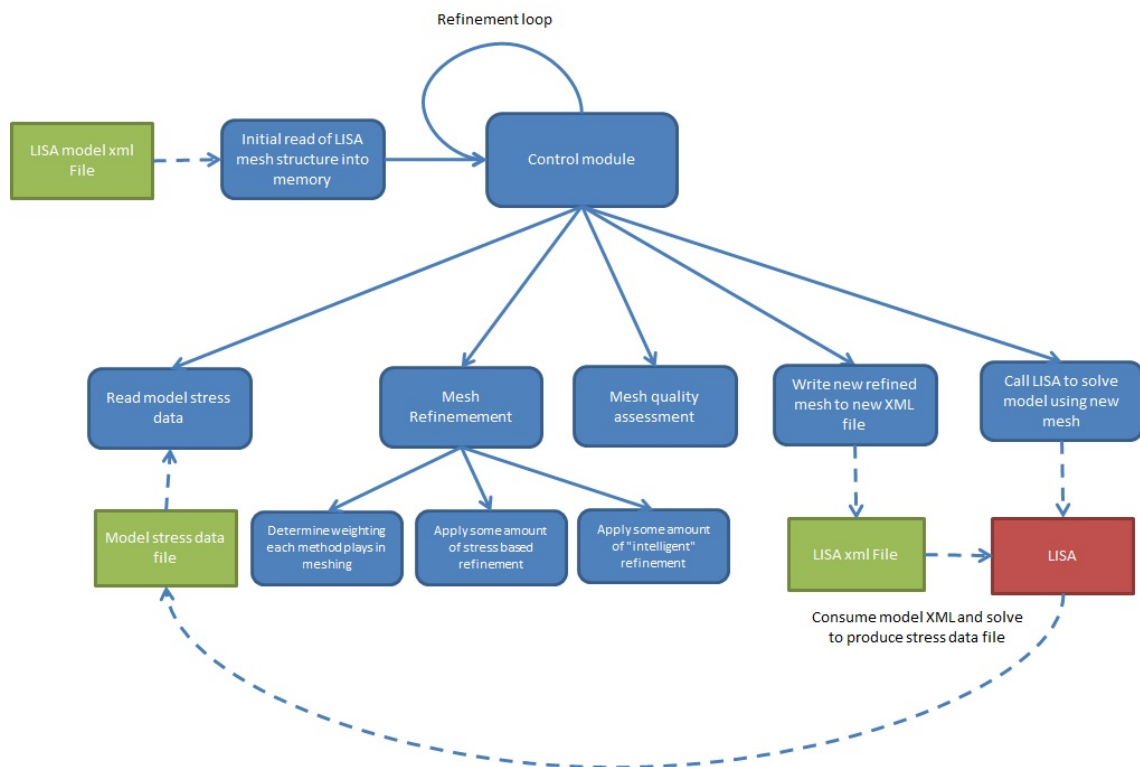 Refinement loop
LISA model xml
File
Initial read of LISA
mesh structure into
memory
Control module
Read model stress
data
Mesh
Refinemement
Mesh quality
assessment
Write new refined
mesh to new XML
file
Call LISA to solve
model using new
mesh
Model stress data
file
Determine weighting
each method plays in
meshing
Apply some amount
of stress based
refinement
Apply some amount
of "intelligent"
refinement
LISA xml File
LISA
Consume model XML and solve
to produce stress data file